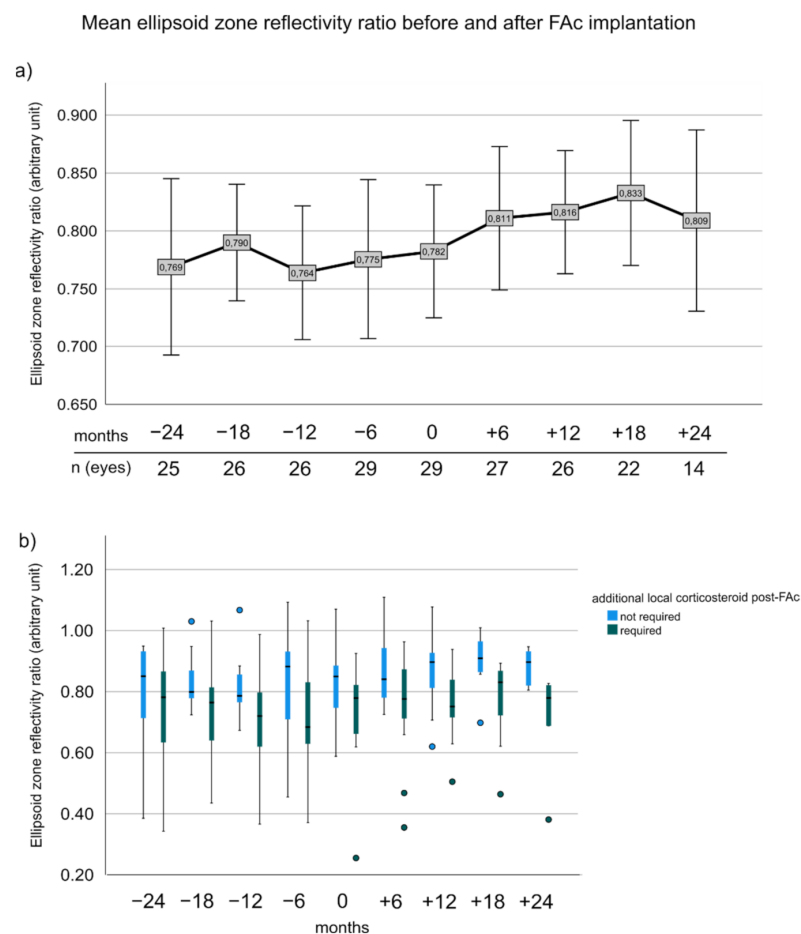 Mean ellipsoid zone reflectivity ratio before and after FAc implantation
a)
Ellipsoid zone reflectivity ratio (arbitrary unit)
0.900
0.850
0.800
0.750
0.700
0.650
0,769
0,790
0,764
0,775
0,782
0,811
0,816
0,833
0,809
months −24 −18 −12 −6 0 +6 +12 +18 +24
n (eyes) 25 26 26 29 29 27 26 22 14
b)
Ellipsoid zone reflectivity ratio (arbitrary unit)
1.20
1.00
0.80
0.60
0.40
0.20
additional local corticosteroid post-FAc
not required
required
−24 −18 −12 −6 0 +6 +12 +18 +24
months